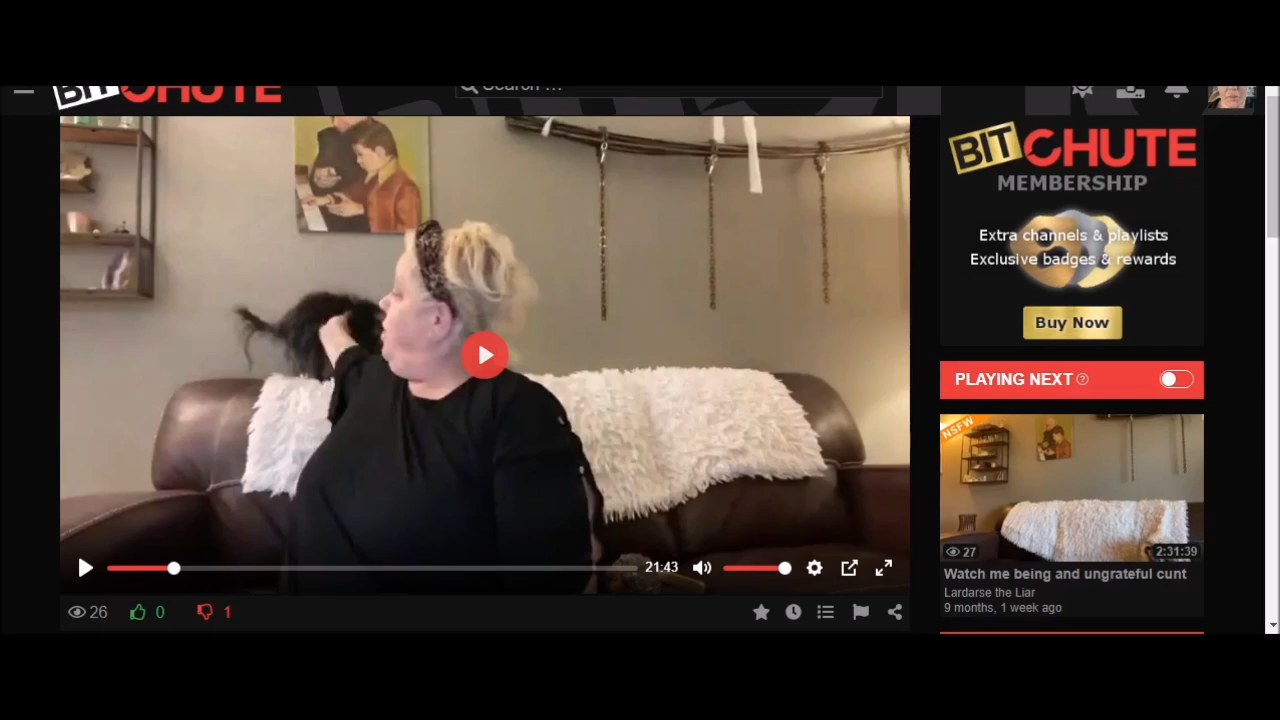 BITCHUTE
Search ...
BITCHUTE
MEMBERSHIP
Extra channels & playlists
Exclusive badges & rewards
Buy Now
PLAYING NEXT ?
NSFW
27
2:31:39
Watch me being and ungrateful cunt
Lardarse the Liar
9 months, 1 week ago
21:43
26
0
1